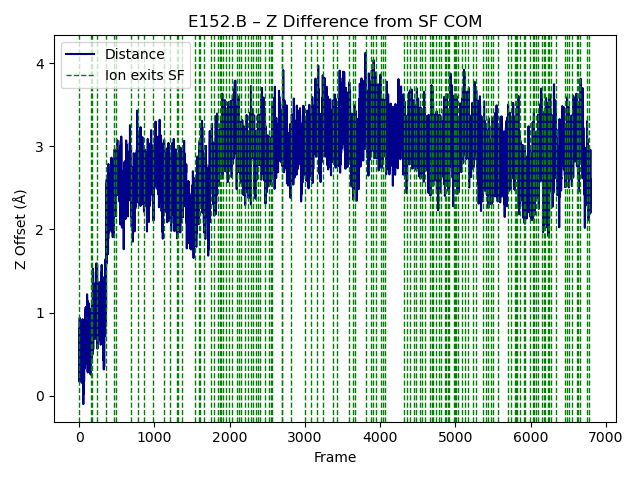 E152.B – Z Difference from SF COM
Distance
Ion exits SF
Z Offset (Å)
4
3
2
1
0
0 1000 2000 3000 4000 5000 6000 7000
Frame